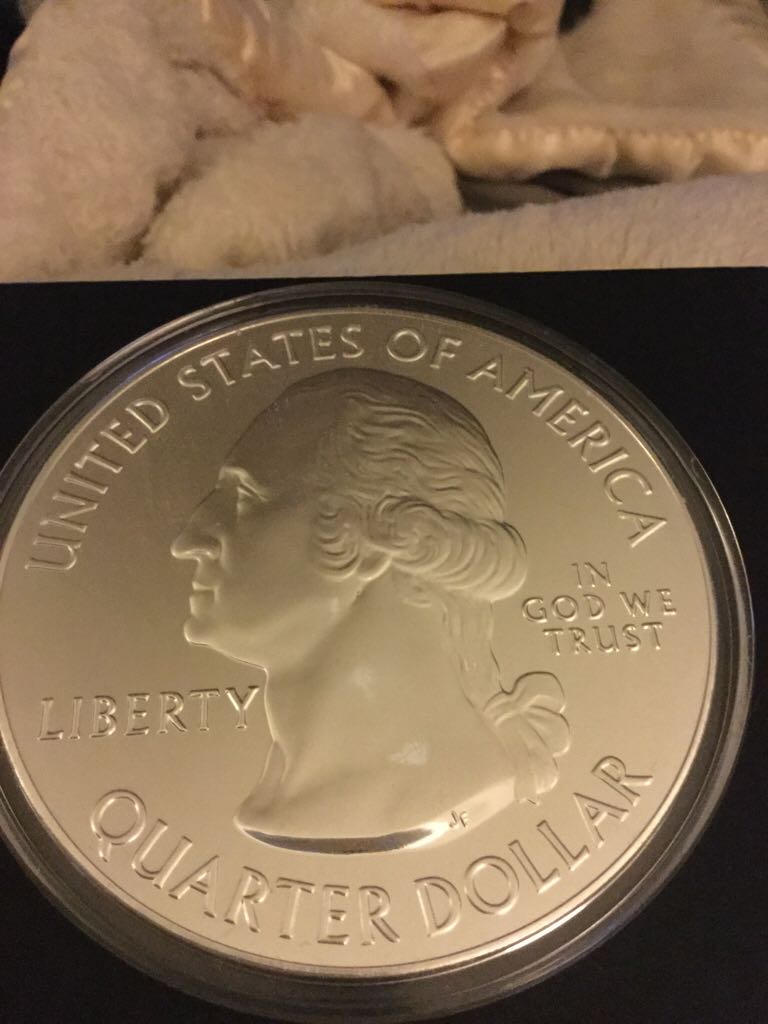 UNITED STATES OF AMERICA
IN
GOD WE
TRUST
LIBERTY
JF
QUARTER DOLLAR